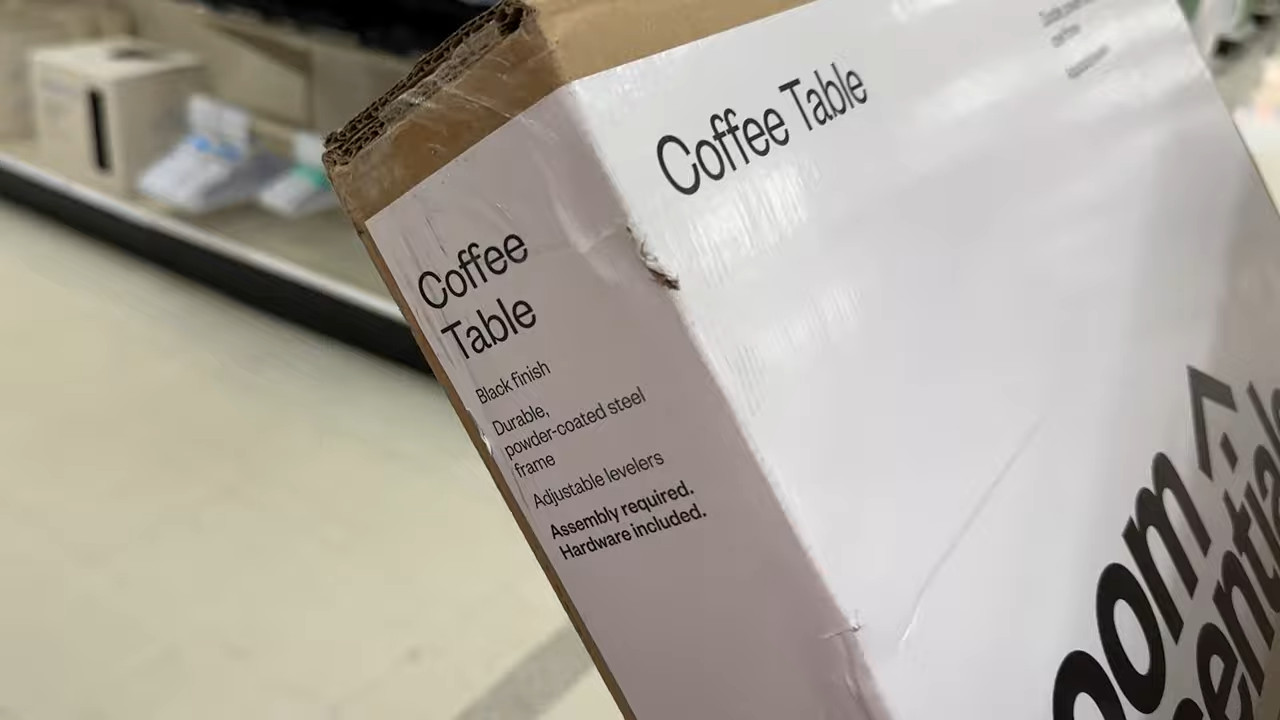 Coffee Table
Coffee
Table
Black finish
Durable,
powder-coated steel
frame
Adjustable levelers
Assembly required.
Hardware included.